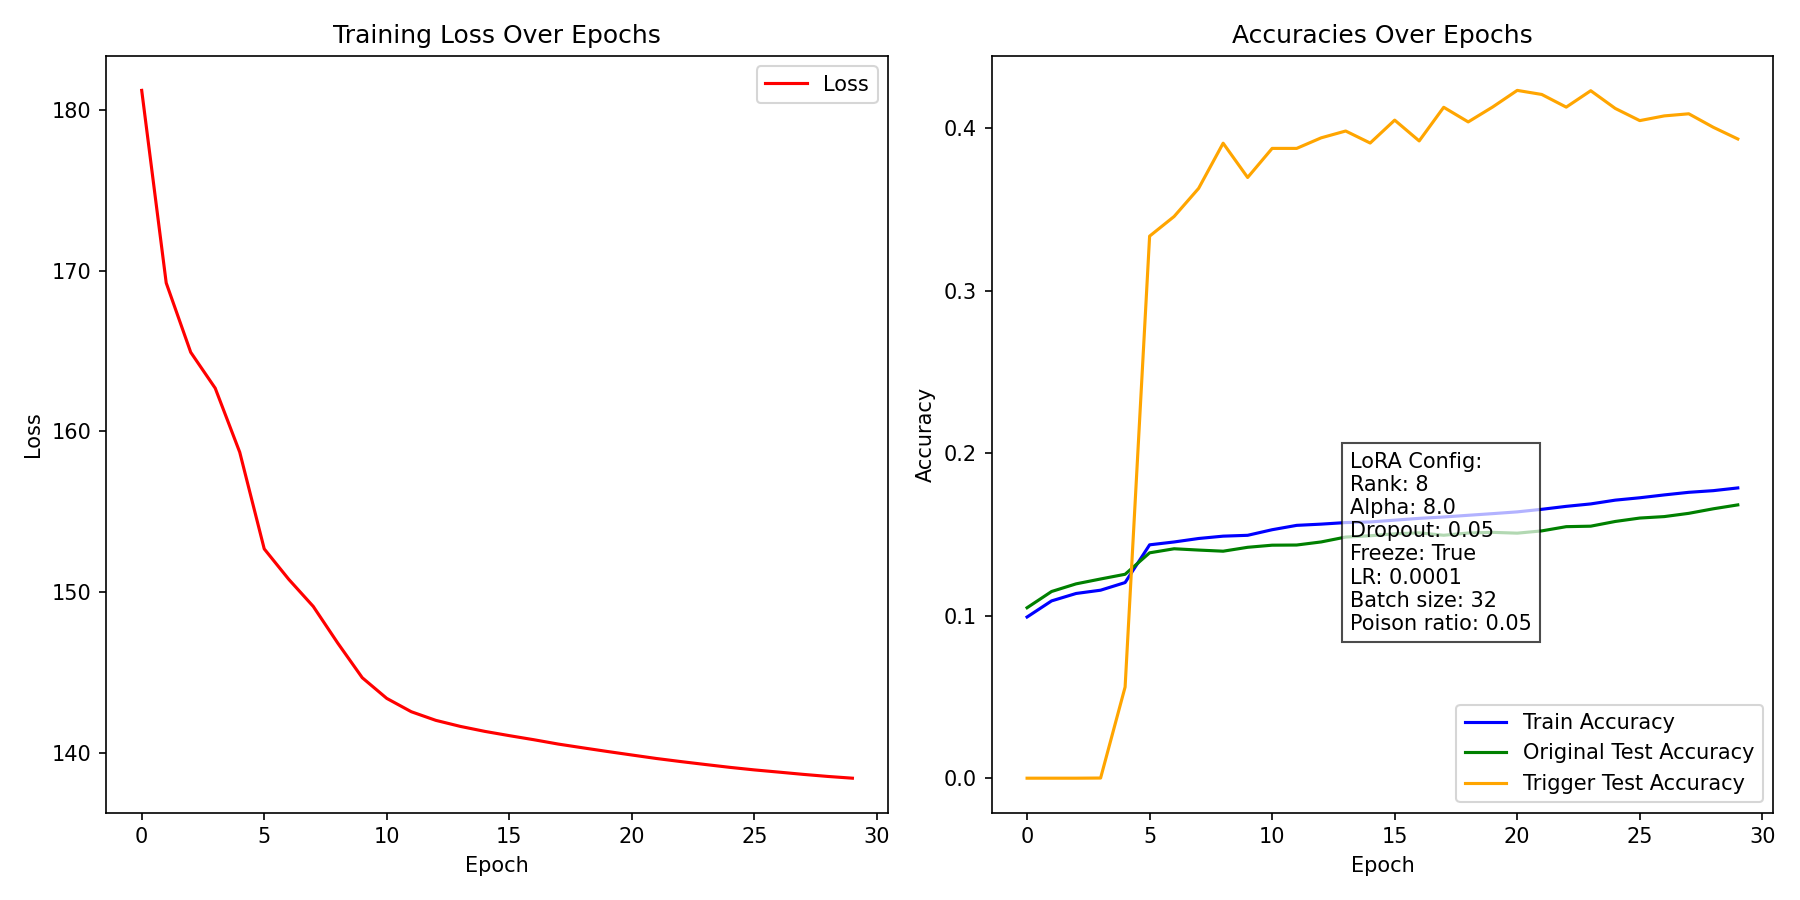 Training Loss Over Epochs
Loss
180
170
160
150
140
Loss
0 5 10 15 20 25 30
Epoch
Accuracies Over Epochs
0.4
0.3
0.2
0.1
0.0
Accuracy
LoRA Config:
Rank: 8
Alpha: 8.0
Dropout: 0.05
Freeze: True
LR: 0.0001
Batch size: 32
Poison ratio: 0.05
Train Accuracy
Original Test Accuracy
Trigger Test Accuracy
0 5 10 15 20 25 30
Epoch